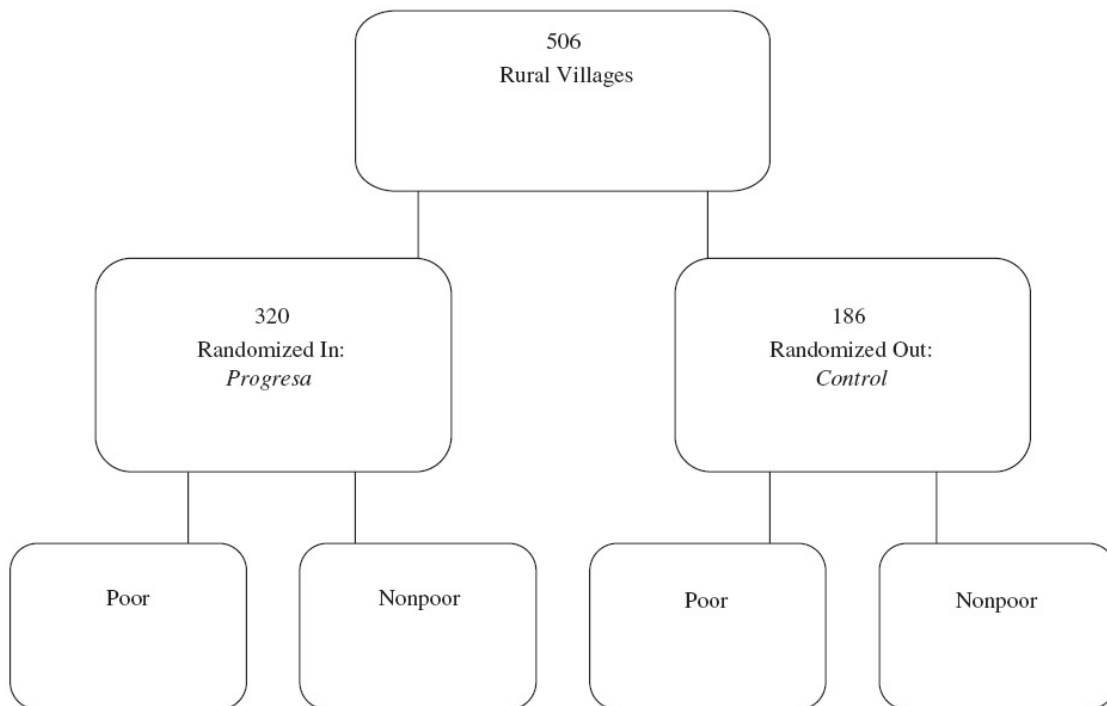 506
Rural Villages
320
Randomized In:
Progresa
186
Randomized Out:
Control
Poor
Nonpoor
Poor
Nonpoor